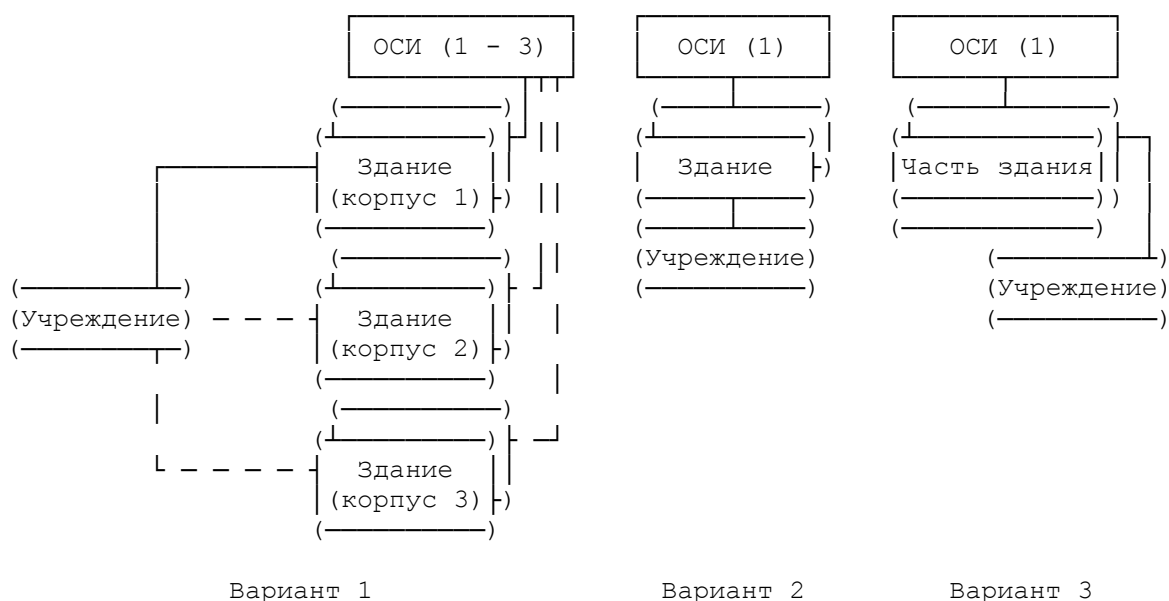 ОСИ (1 - 3) ОСИ (1) ОСИ (1)
Здание Здание Часть здания
(корпус 1)
(Учреждение)
(Учреждение) Здание (Учреждение)
(корпус 2)
Здание
(корпус 3)
Вариант 1 Вариант 2 Вариант 3